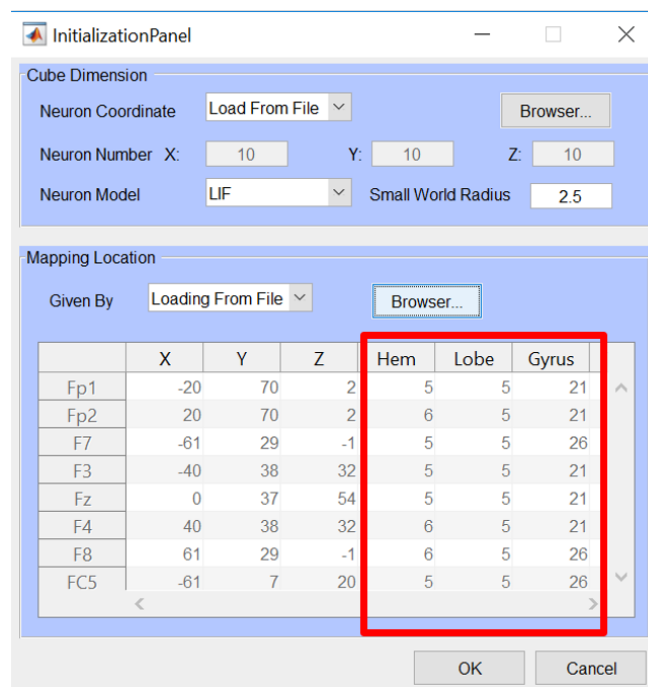 InitializationPanel
Cube Dimension
Neuron Coordinate Load From File Browser...
Neuron Number X: 10 Y: 10 Z: 10
Neuron Model LIF Small World Radius 2.5
Mapping Location
Given By Loading From File Browser...
X Y Z Hem Lobe Gyrus
Fp1 -20 70 2 5 5 21
Fp2 20 70 2 6 5 21
F7 -61 29 -1 5 5 26
F3 -40 38 32 5 5 21
Fz 0 37 54 5 5 21
F4 40 38 32 6 5 21
F8 61 29 -1 6 5 26
FC5 -61 7 20 5 5 26
OK Cancel